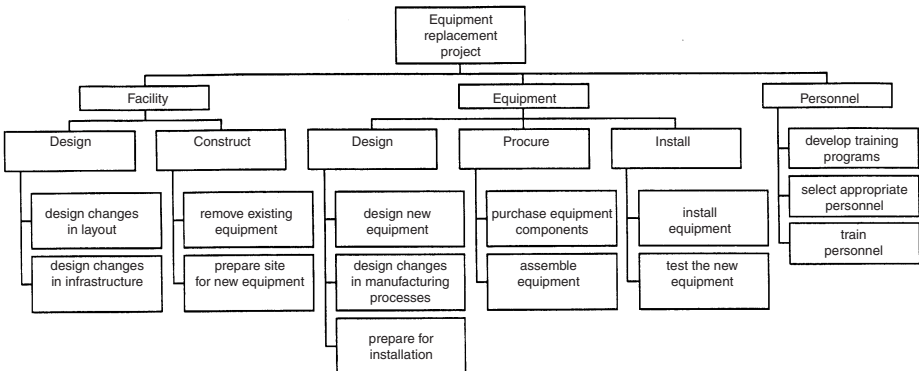 Equipment
replacement
project
Facility
Equipment
Personnel
Design
Construct
Design
Procure
Install
design changes
in layout
design changes
in infrastructure
remove existing
equipment
prepare site
for new equipment
design new
equipment
design changes
in manufacturing
processes
prepare for
installation
purchase equipment
components
assemble
equipment
install
equipment
test the new
equipment
develop training
programs
select appropriate
personnel
train
personnel